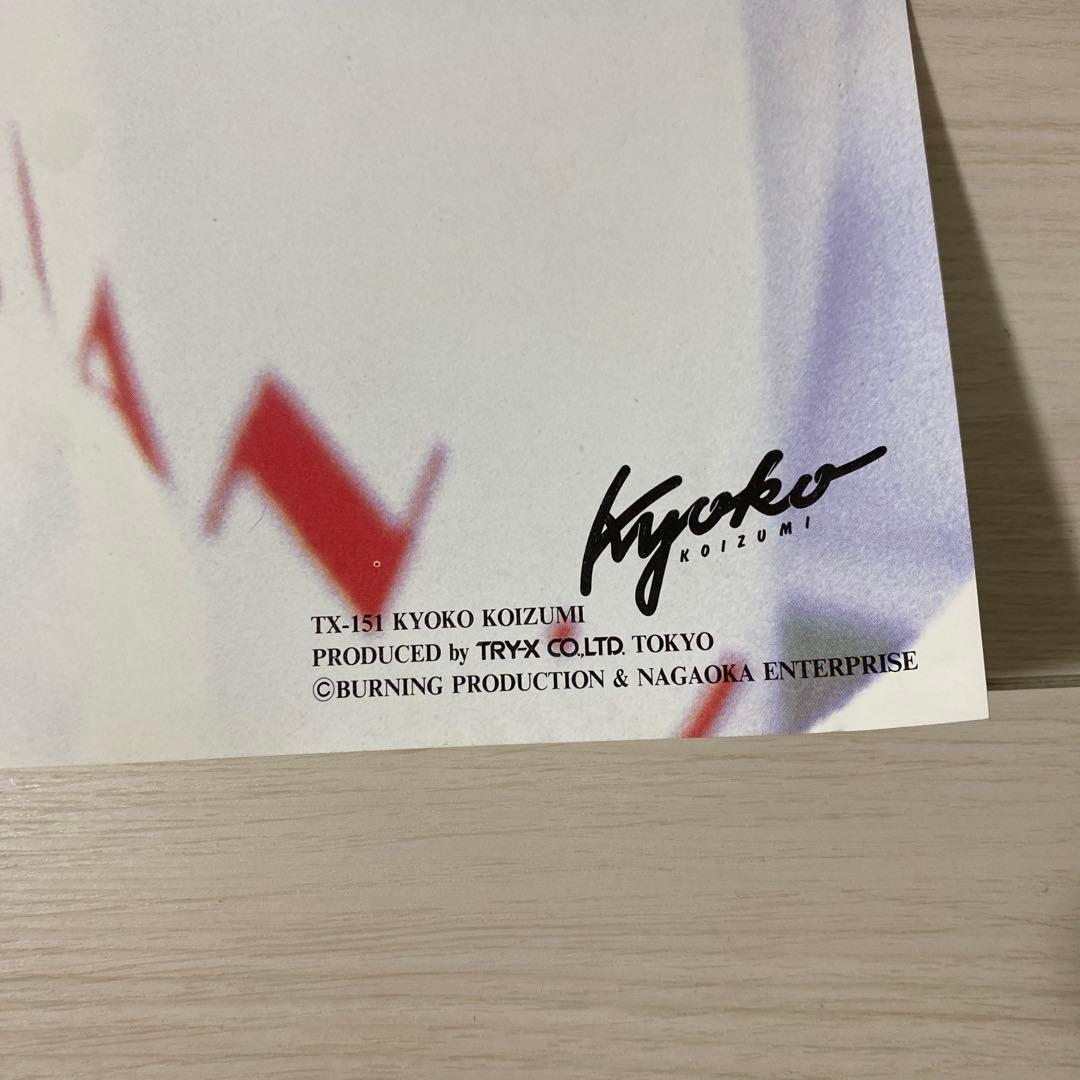 Kyoko
KOIZUMI
TX-151 KYOKO KOIZUMI
PRODUCED by TRY-X CO.,LTD. TOKYO
©BURNING PRODUCTION & NAGAOKA ENTERPRISE